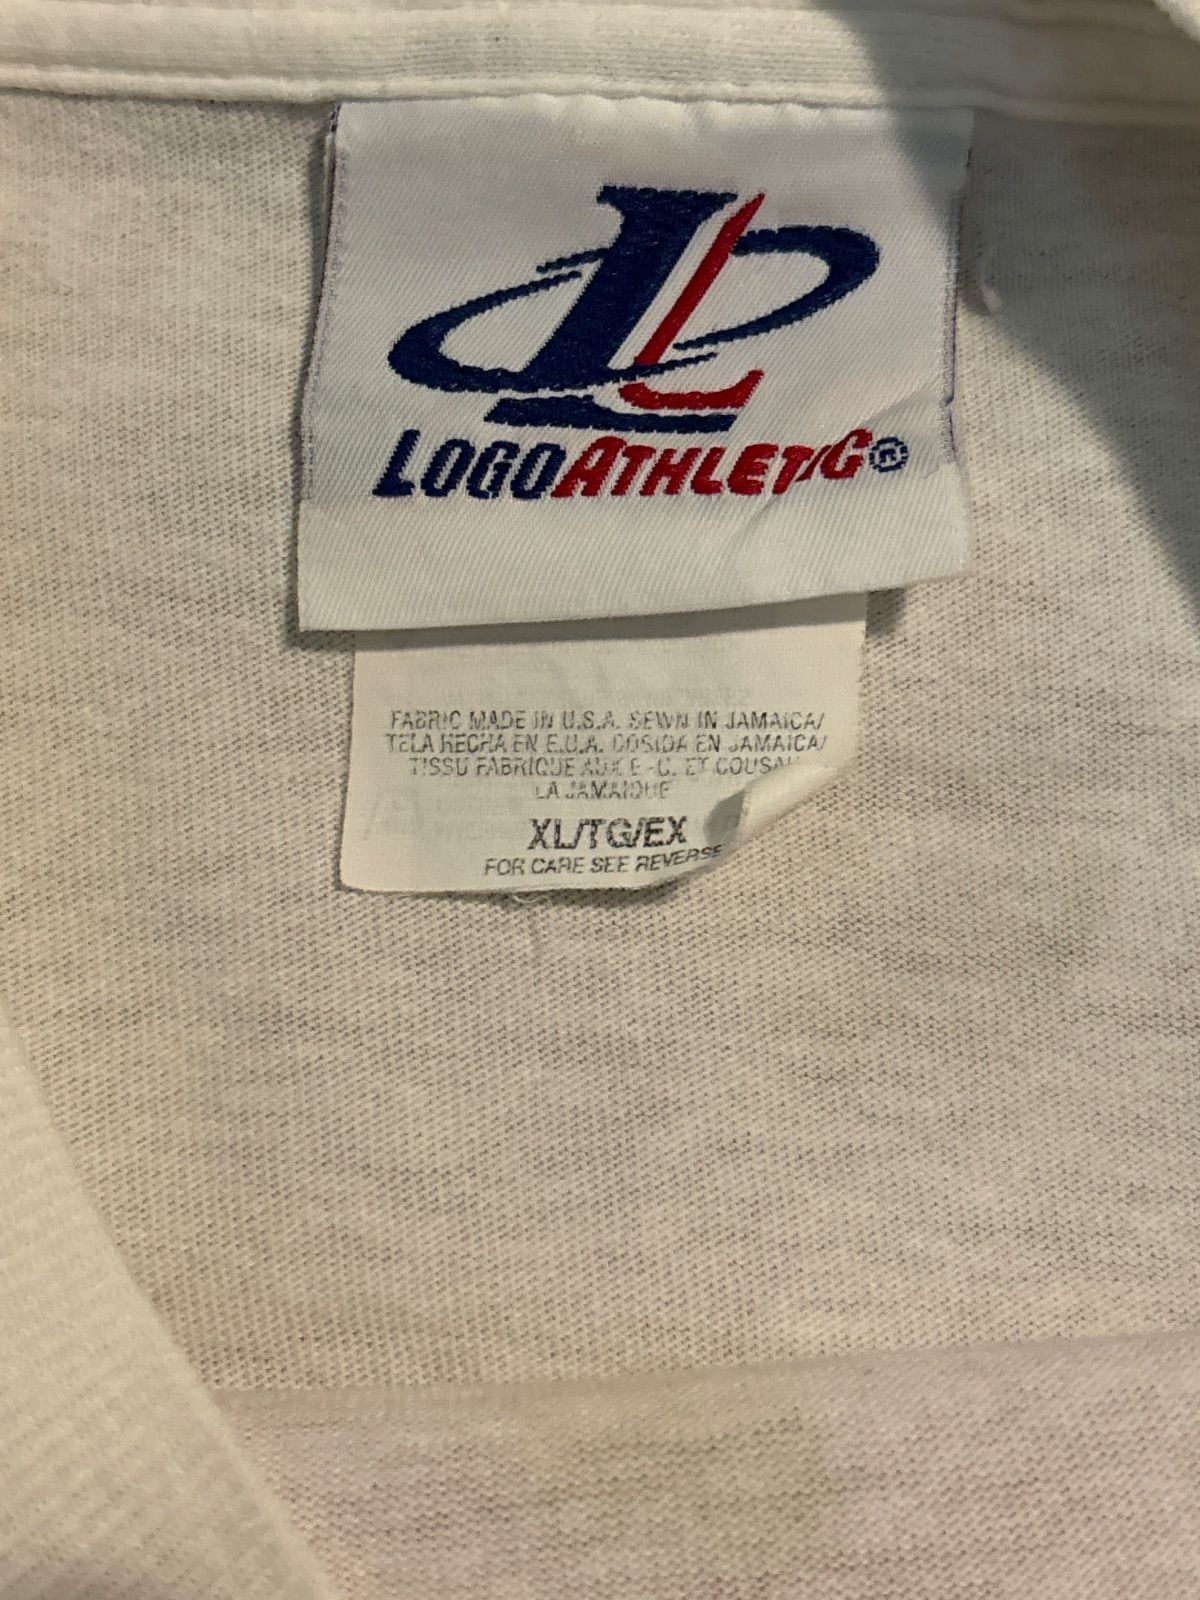 LOGOATHLETIC®
FABRIC MADE IN U.S.A. SEWN IN JAMAICA/
TELA HECHA EN E.U.A. COSIDA EN JAMAICA/
TISSU FABRIQUE AUX E.-U. ET
LA JAMAIQUE
XL/TG/EX
FOR CARE SEE REVERSE